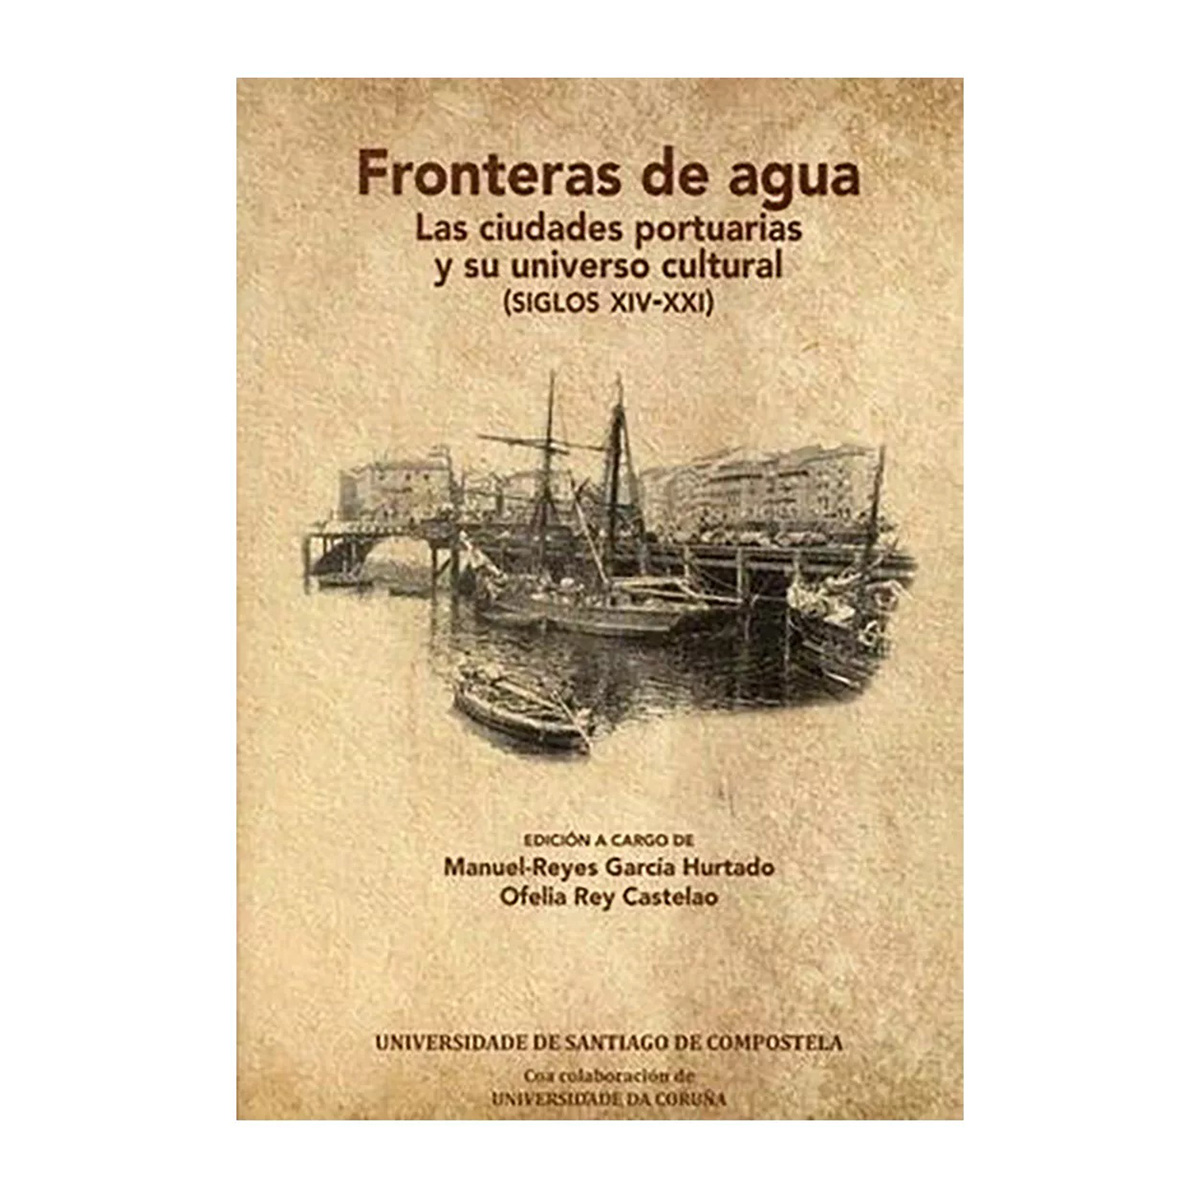 Fronteras de agua
Las ciudades portuarias
y su universo cultural
(SIGLOS XIV-XXI)
EDICIÓN A CARGO DE
Manuel-Reyes García Hurtado
Ofelia Rey Castelao
UNIVERSIDADE DE SANTIAGO DE COMPOSTELA
Coa colaboración de
UNIVERSIDADE DA CORUÑA